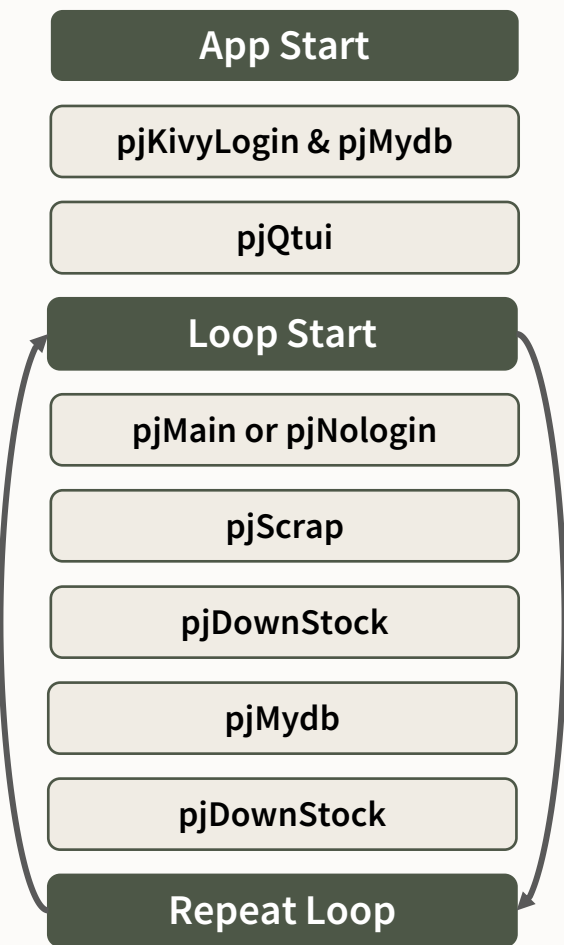 App Start
pjKivyLogin & pjMydb
pjQtui
Loop Start
pjMain or pjNologin
pjScrap
pjDownStock
pjMydb
pjDownStock
Repeat Loop